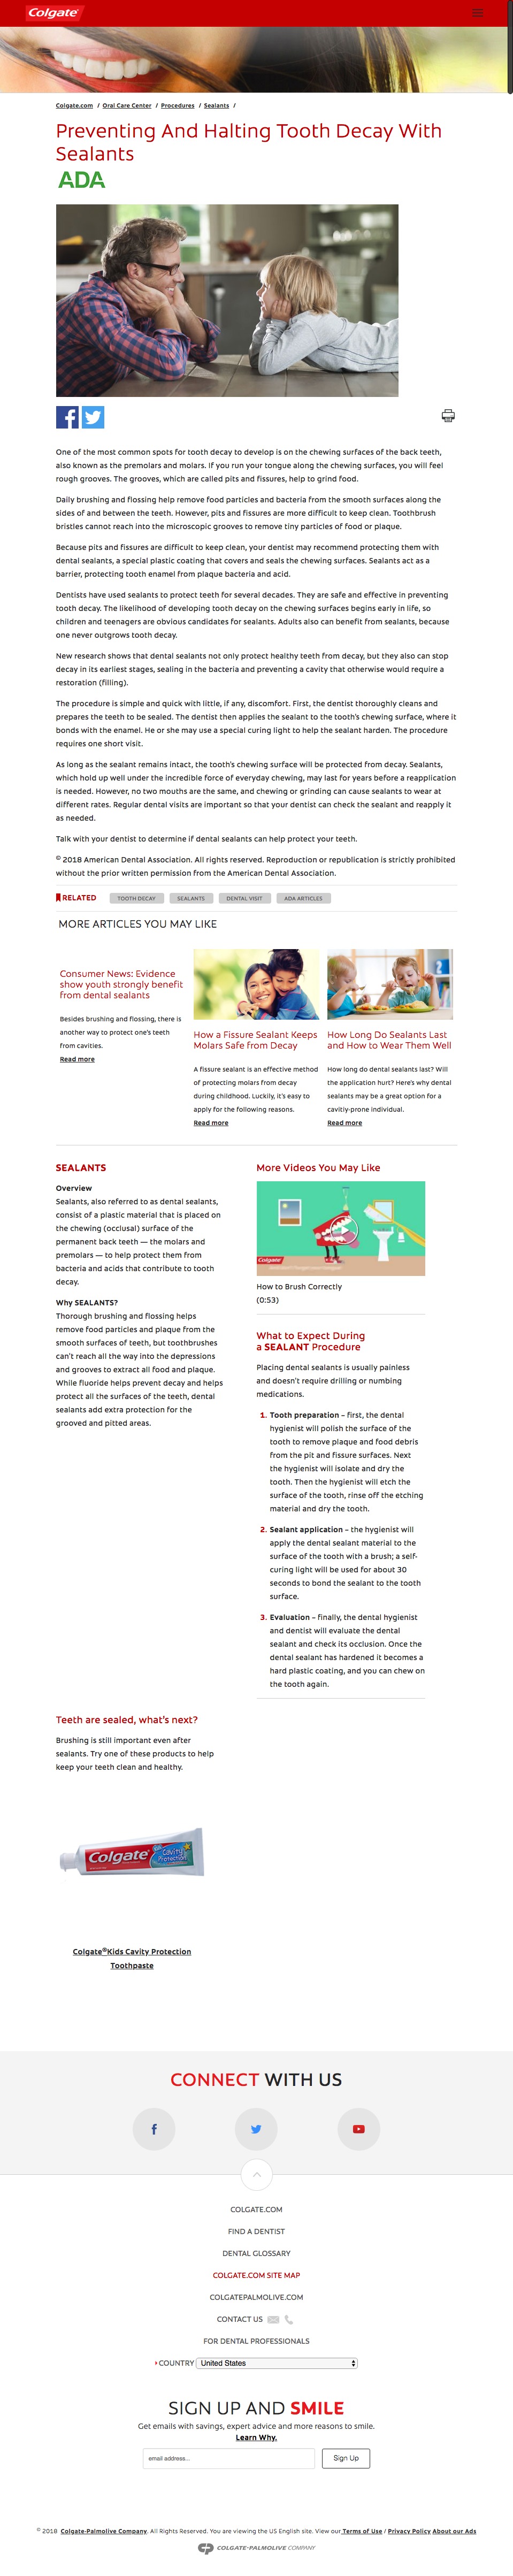 Colgate®
Colgate.com / Oral Care Center / Procedures / Sealants /
Preventing And Halting Tooth Decay With
Sealants
ADA
One of the most common spots for tooth decay to develop is on the chewing surfaces of the back teeth,
also known as the premolars and molars. If you run your tongue along the chewing surfaces, you will feel
rough grooves. The grooves, which are called pits and fissures, help to grind food.
Daily brushing and flossing help remove food particles and bacteria from the smooth surfaces along the
sides of and between the teeth. However, pits and fissures are more difficult to keep clean. Toothbrush
bristles cannot reach into the microscopic grooves to remove tiny particles of food or plaque.
Because pits and fissures are difficult to keep clean, your dentist may recommend protecting them with
dental sealants, a special plastic coating that covers and seals the chewing surfaces. Sealants act as a
barrier, protecting tooth enamel from plaque bacteria and acid.
Dentists have used sealants to protect teeth for several decades. They are safe and effective in preventing
tooth decay. The likelihood of developing tooth decay on the chewing surfaces begin early in life, so
children and teenagers are obvious candidates for sealants. Adults also can benefit from sealants, because
one never outgrows tooth decay.
New research shows that dental sealants not only protect healthy teeth from decay, but they also can stop
decay in its earliest stages, sealing in the bacteria and preventing a cavity that otherwise would require a
restoration (filling).
The procedure is simple and quick with little, if any, discomfort. First, the dentist thoroughly cleans and
prepares the teeth to be sealed. The dentist then applies the sealant to the tooth's chewing surface, where it
bonds with the enamel. He or she may use a special curing light to help the sealant harden. The procedure
requires one short visit.
As long as the sealant remains intact, the tooth's chewing surface will be protected from decay. Sealants,
which hold up well under the incredible force of everyday chewing, may last for years before a reapplication
is needed. However, no two mouths are the same, and chewing or grinding can cause sealants to wear at
different rates. Regular dental visits are important so that your dentist can check the sealant and reapply it
as needed.
Talk with your dentist to determine if dental sealants can help protect your teeth.
© 2018 American Dental Association. All rights reserved. Reproduction or republication is strictly prohibited
without the prior written permission from the American Dental Association.
RELATED TOOTH DECAY SEALANTS DENTAL VISIT ADA ARTICLES
MORE ARTICLES YOU MAY LIKE
Consumer News: Evidence
show youth strongly benefit
from dental sealants
Besides brushing and flossing, there is
another way to protect one's teeth
from cavities.
Read more
How a Fissure Sealant Keeps
Molars Safe from Decay
A fissure sealant is an effective method
of protecting molars from decay
during childhood. Luckily, it's easy to
apply for the following reasons.
Read more
How Long Do Sealants Last
and How to Wear Them Well
How long do dental sealants last? Will
the application hurt? Here's why dental
sealants may be a great option for a
cavitiy-prone individual.
Read more
SEALANTS
Overview
Sealants, also referred to as dental sealants,
consist of a plastic material that is placed on
the chewing (occlusal) surface of the
permanent back teeth — the molars and
premolars — to help protect them from
bacteria and acids that contribute to tooth
decay.
Why SEALANTS?
Thorough brushing and flossing helps
remove food particles and plaque from the
smooth surfaces of teeth, but toothbrushes
can't reach all the way into the depressions
and grooves to extract all food and plaque.
While fluoride helps prevent decay and helps
protect all the surfaces of the teeth, dental
sealants add extra protection for the
grooved and pitted areas.
More Videos You May Like
Colgate
How to Brush Correctly
(0:53)
What to Expect During
a SEALANT Procedure
Placing dental sealants is usually painless
and doesn't require drilling or numbing
medications.
1. Tooth preparation – first, the dental
hygienist will polish the surface of the
tooth to remove plaque and food debris
from the pit and fissure surfaces. Next
the hygienist will isolate and dry the
tooth. Then the hygienist will etch the
surface of the tooth, rinse off the etching
material and dry the tooth.
2. Sealant application – the hygienist will
apply the dental sealant material to the
surface of the tooth with a brush; a self-
curing light will be used for about 30
seconds to bond the sealant to the tooth
surface.
3. Evaluation – finally, the dental hygienist
and dentist will evaluate the dental
sealant and check its occlusion. Once the
dental sealant has hardened it becomes a
hard plastic coating, and you can chew on
the tooth again.
Teeth are sealed, what's next?
Brushing is still important even after
sealants. Try one of these products to help
keep your teeth clean and healthy.
Colgate Cavity Protection
Colgate®Kids Cavity Protection
Toothpaste
CONNECT WITH US
COLGATE.COM
FIND A DENTIST
DENTAL GLOSSARY
COLGATE.COM SITE MAP
COLGATEPALMOLIVE.COM
CONTACT US
FOR DENTAL PROFESSIONALS
COUNTRY United States
SIGN UP AND SMILE
Get emails with savings, expert advice and more reasons to smile.
Learn Why.
email address... Sign Up
© 2018 Colgate-Palmolive Company. All Rights Reserved. You are viewing the US English site. View our Terms of Use / Privacy Policy About our Ads
COLGATE-PALMOLIVE COMPANY